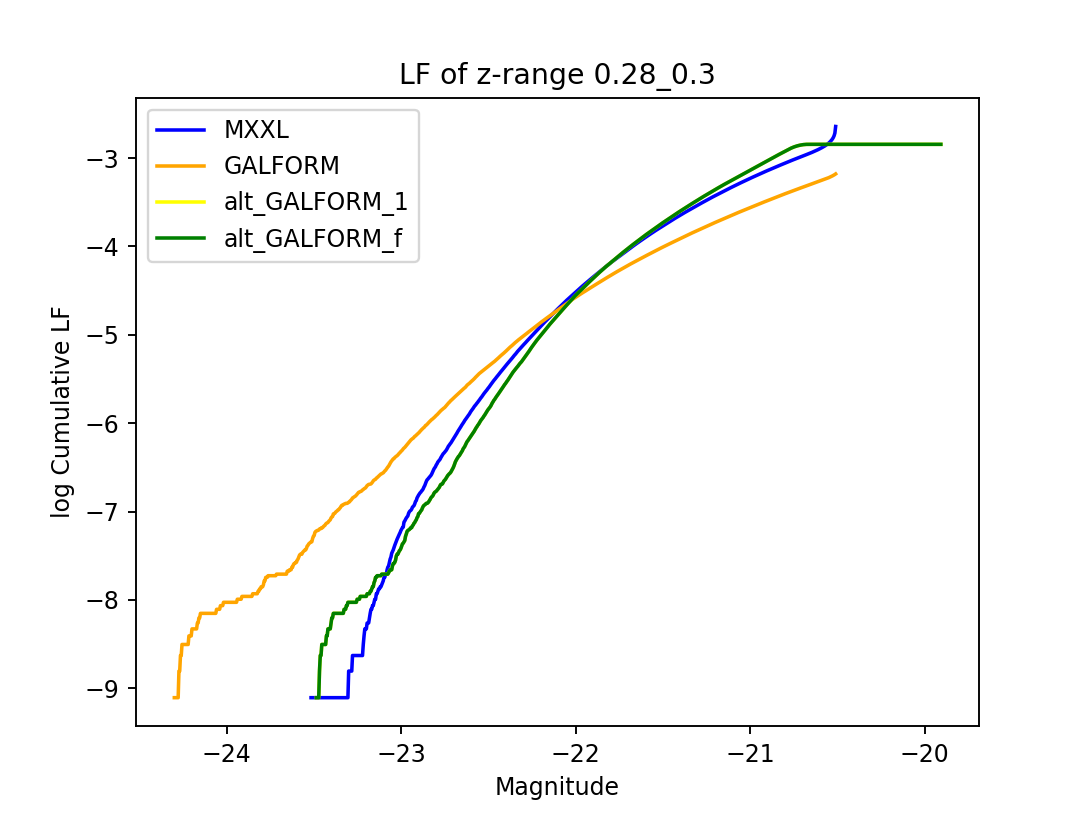 LF of z-range 0.28_0.3
MXXL
GALFORM
alt_GALFORM_1
alt_GALFORM_f
log Cumulative LF
−3
−4
−5
−6
−7
−8
−9
−24
−23
−22
−21
−20
Magnitude